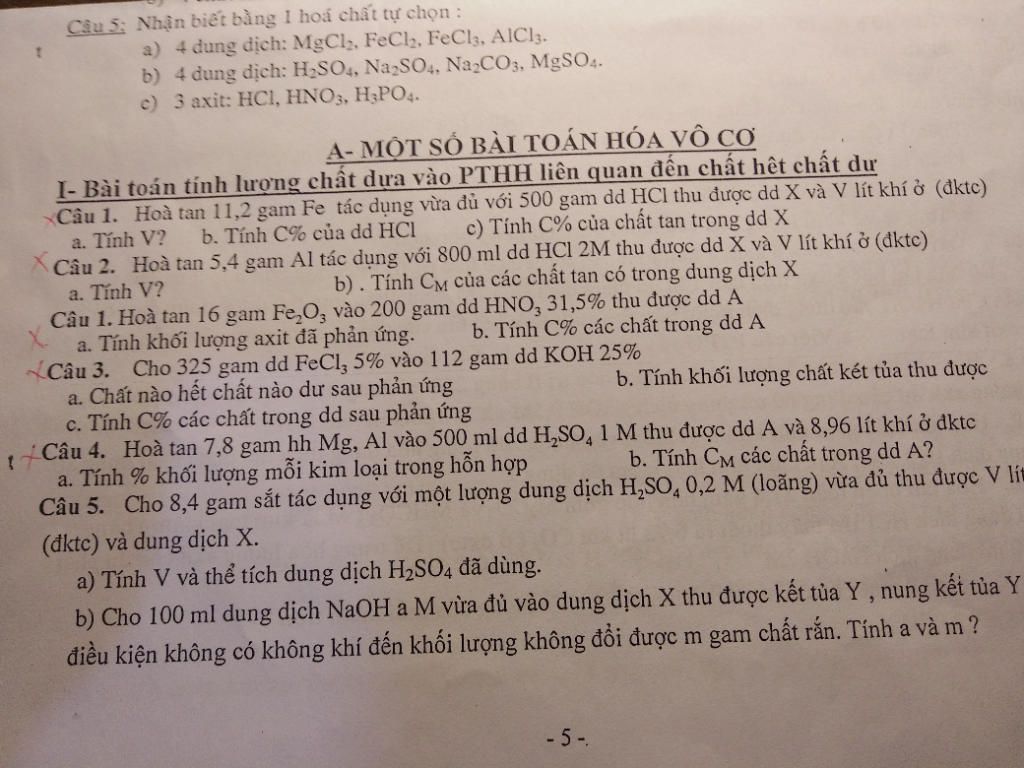 Câu 5: Nhận biết bằng 1 hoá chất tự chọn :
a) 4 dung dịch: MgCl₂, FeCl₂, FeCl₃, AlCl₃.
b) 4 dung dịch: H₂SO₄, Na₂SO₄, Na₂CO₃, MgSO₄.
c) 3 axit: HCl, HNO₃, H₃PO₄.
A- MỘT SỐ BÀI TOÁN HÓA VÔ CƠ
I- Bài toán tính lượng chất dưa vào PTHH liên quan đến chất hêt chất dư
Câu 1. Hoà tan 11,2 gam Fe tác dụng vừa đủ với 500 gam dd HCl thu được dd X và V lít khí ở (đktc)
a. Tính V? b. Tính C% của dd HCl c) Tính C% của chất tan trong dd X
Câu 2. Hoà tan 5,4 gam Al tác dụng với 800 ml dd HCl 2M thu được dd X và V lít khí ở (đktc)
a. Tính V? b) . Tính C_M của các chất tan có trong dung dịch X
Câu 1. Hoà tan 16 gam Fe₂O₃ vào 200 gam dd HNO₃ 31,5% thu được dd A
a. Tính khối lượng axit đã phản ứng. b. Tính C% các chất trong dd A
Câu 3. Cho 325 gam dd FeCl₃ 5% vào 112 gam dd KOH 25%
a. Chất nào hết chất nào dư sau phản ứng b. Tính khối lượng chất két tủa thu được
c. Tính C% các chất trong dd sau phản ứng
Câu 4. Hoà tan 7,8 gam hh Mg, Al vào 500 ml dd H₂SO₄ 1 M thu được dd A và 8,96 lít khí ở đktc
a. Tính % khối lượng mỗi kim loại trong hỗn hợp b. Tính C_M các chất trong dd A?
Câu 5. Cho 8,4 gam sắt tác dụng với một lượng dung dịch H₂SO₄ 0,2 M (loãng) vừa đủ thu được V lít
(đktc) và dung dịch X.
a) Tính V và thể tích dung dịch H₂SO₄ đã dùng.
b) Cho 100 ml dung dịch NaOH a M vừa đủ vào dung dịch X thu được kết tủa Y , nung kết tủa Y
điều kiện không có không khí đến khối lượng không đổi được m gam chất rắn. Tính a và m ?
- 5 -.